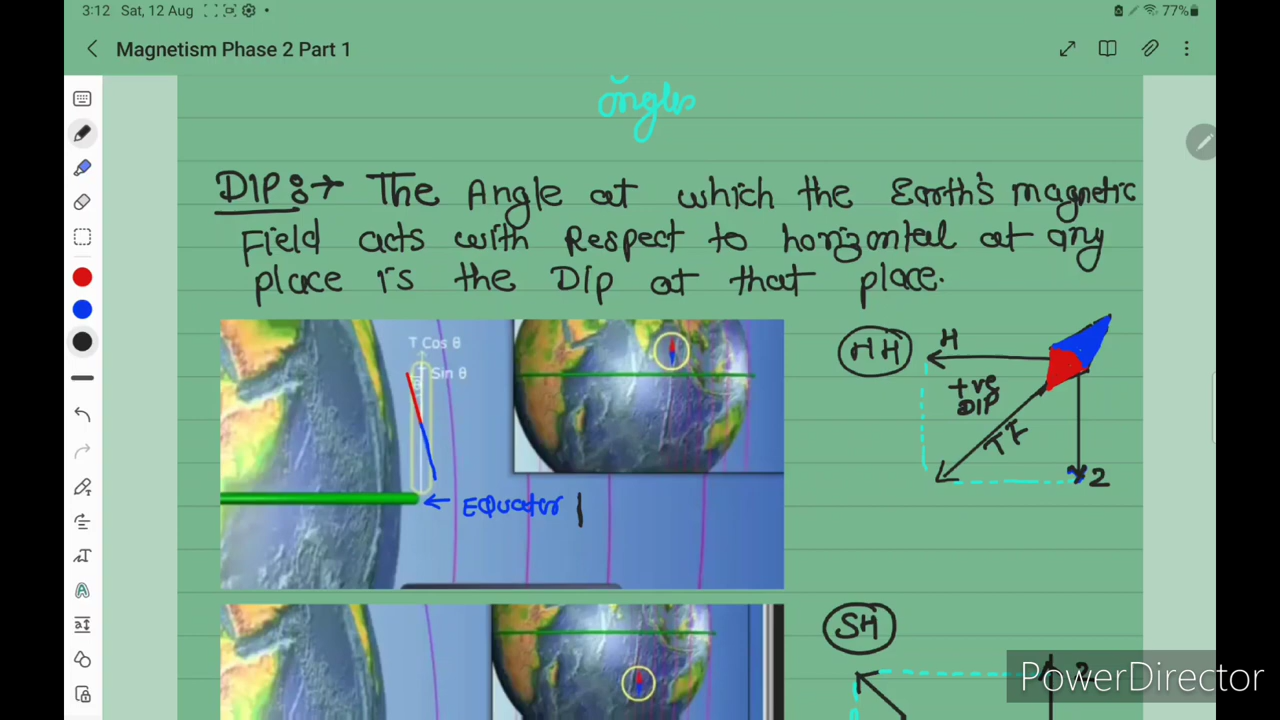 3:12 Sat, 12 Aug
77%
Magnetism Phase 2 Part 1
angles
DIP :→ The Angle at which the Earth's magnetic
Field acts with Respect to horizontal at any
place is the Dip at that place.
T Cos θ
T Sin θ
← Equator
HH
H
+ve
DIP
TF
Z
SH
Z
PowerDirector